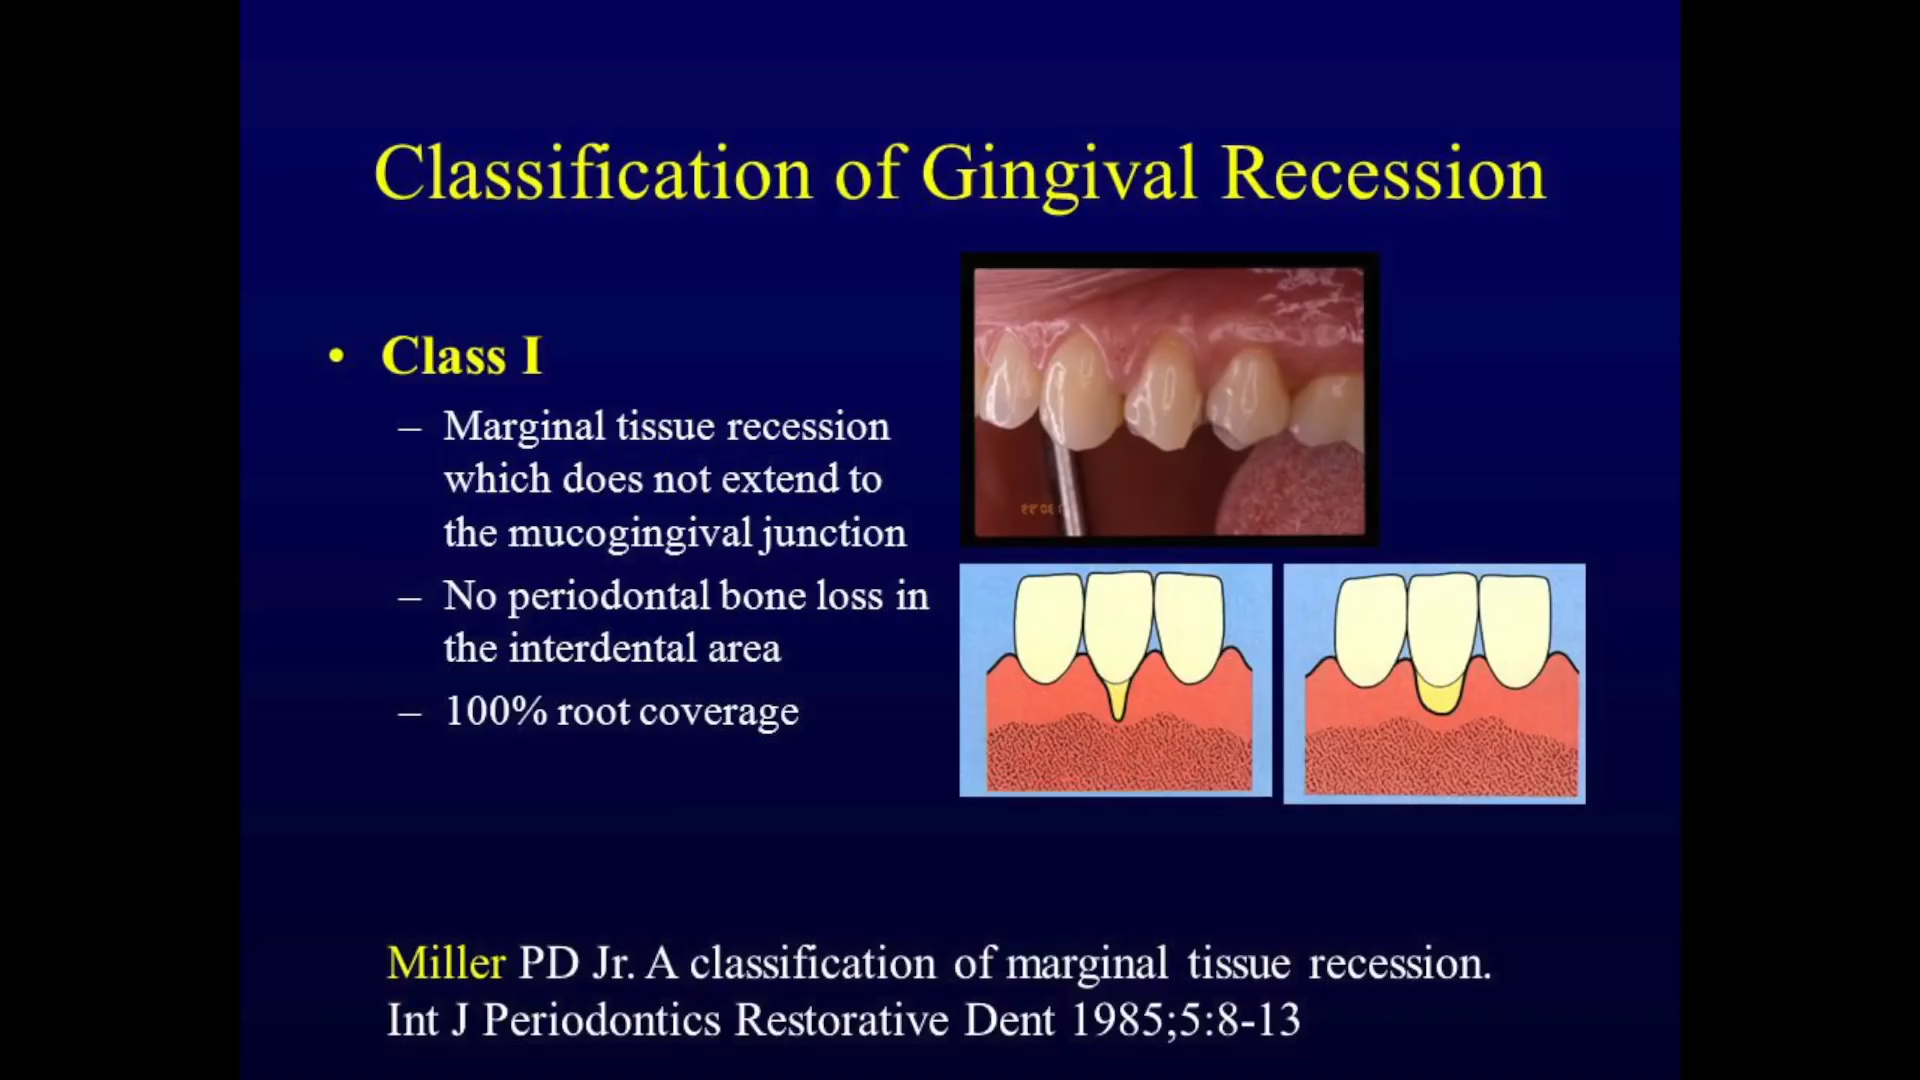 Classification of Gingival Recession
• Class I
– Marginal tissue recession
which does not extend to
the mucogingival junction
– No periodontal bone loss in
the interdental area
– 100% root coverage
Miller PD Jr. A classification of marginal tissue recession.
Int J Periodontics Restorative Dent 1985;5:8-13